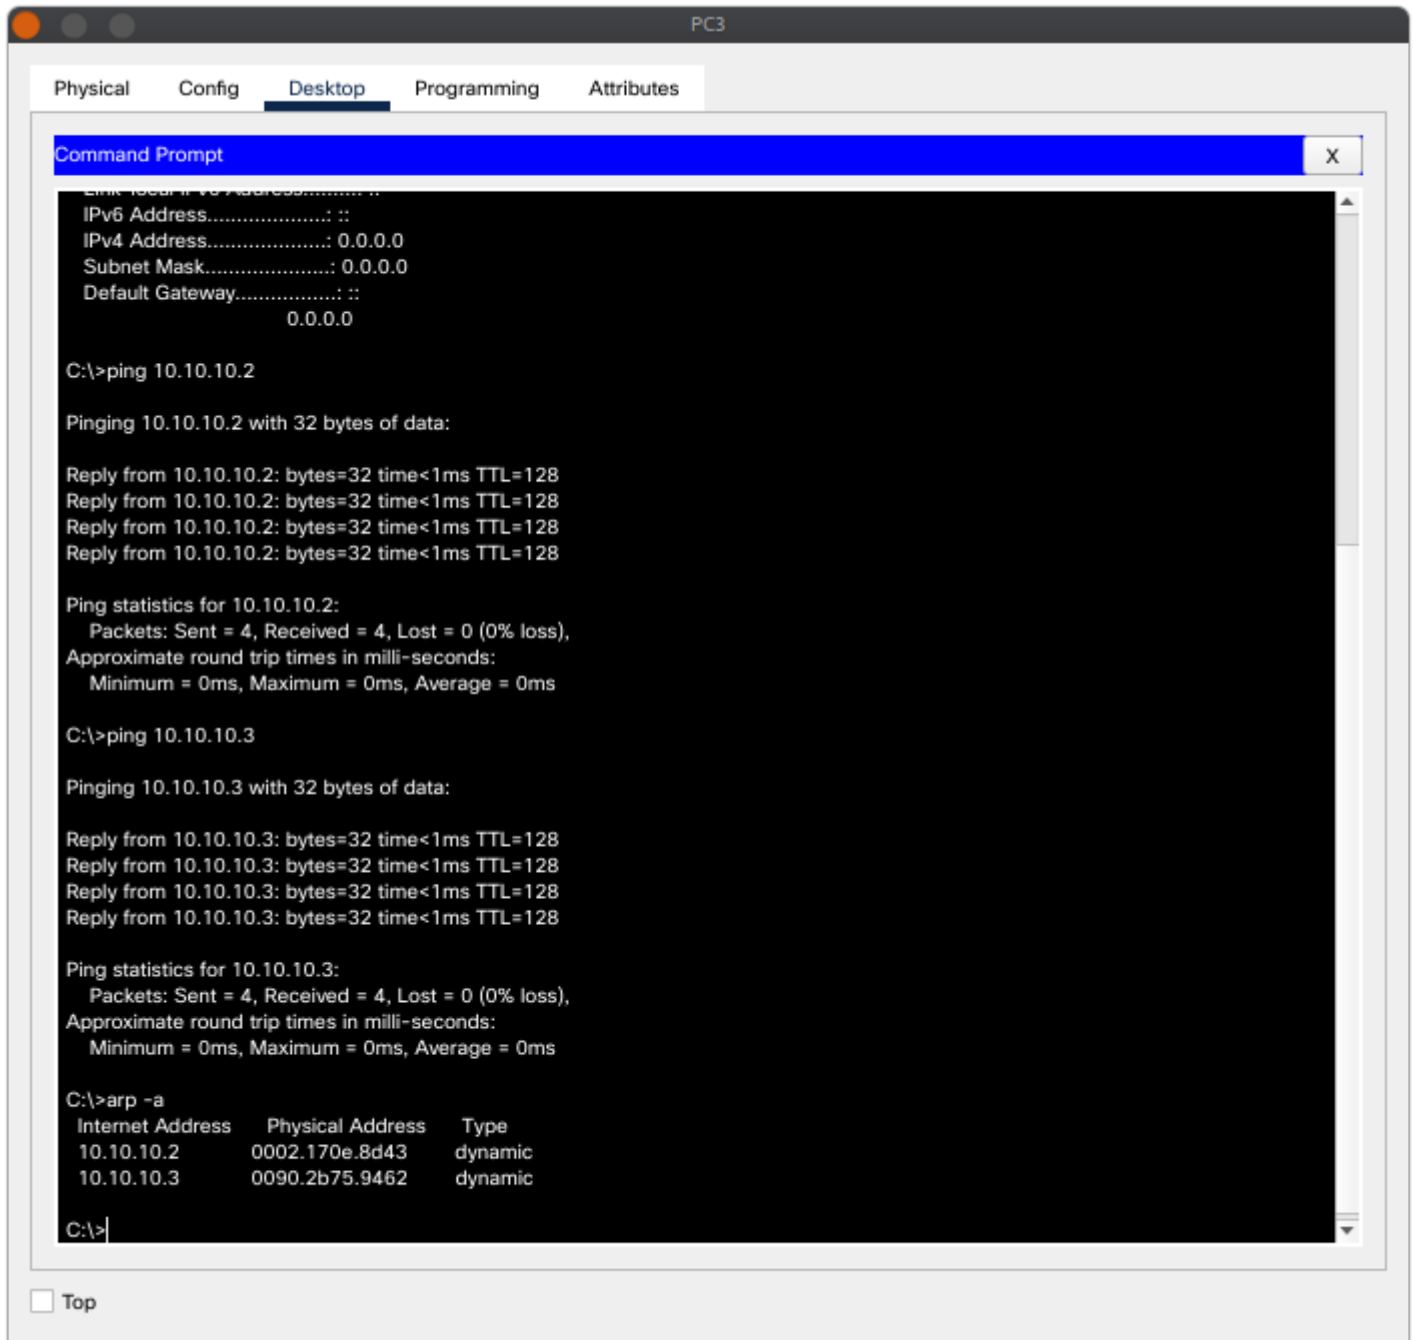 PC3
Physical Config Desktop Programming Attributes
Command Prompt X
IPv6 Address....................: ::
IPv4 Address....................: 0.0.0.0
Subnet Mask.....................: 0.0.0.0
Default Gateway.................: ::
0.0.0.0
C:\>ping 10.10.10.2
Pinging 10.10.10.2 with 32 bytes of data:
Reply from 10.10.10.2: bytes=32 time<1ms TTL=128
Reply from 10.10.10.2: bytes=32 time<1ms TTL=128
Reply from 10.10.10.2: bytes=32 time<1ms TTL=128
Reply from 10.10.10.2: bytes=32 time<1ms TTL=128
Ping statistics for 10.10.10.2:
Packets: Sent = 4, Received = 4, Lost = 0 (0% loss),
Approximate round trip times in milli-seconds:
Minimum = 0ms, Maximum = 0ms, Average = 0ms
C:\>ping 10.10.10.3
Pinging 10.10.10.3 with 32 bytes of data:
Reply from 10.10.10.3: bytes=32 time<1ms TTL=128
Reply from 10.10.10.3: bytes=32 time<1ms TTL=128
Reply from 10.10.10.3: bytes=32 time<1ms TTL=128
Reply from 10.10.10.3: bytes=32 time<1ms TTL=128
Ping statistics for 10.10.10.3:
Packets: Sent = 4, Received = 4, Lost = 0 (0% loss),
Approximate round trip times in milli-seconds:
Minimum = 0ms, Maximum = 0ms, Average = 0ms
C:\>arp -a
Internet Address Physical Address Type
10.10.10.2 0002.170e.8d43 dynamic
10.10.10.3 0090.2b75.9462 dynamic
C:\>
Top